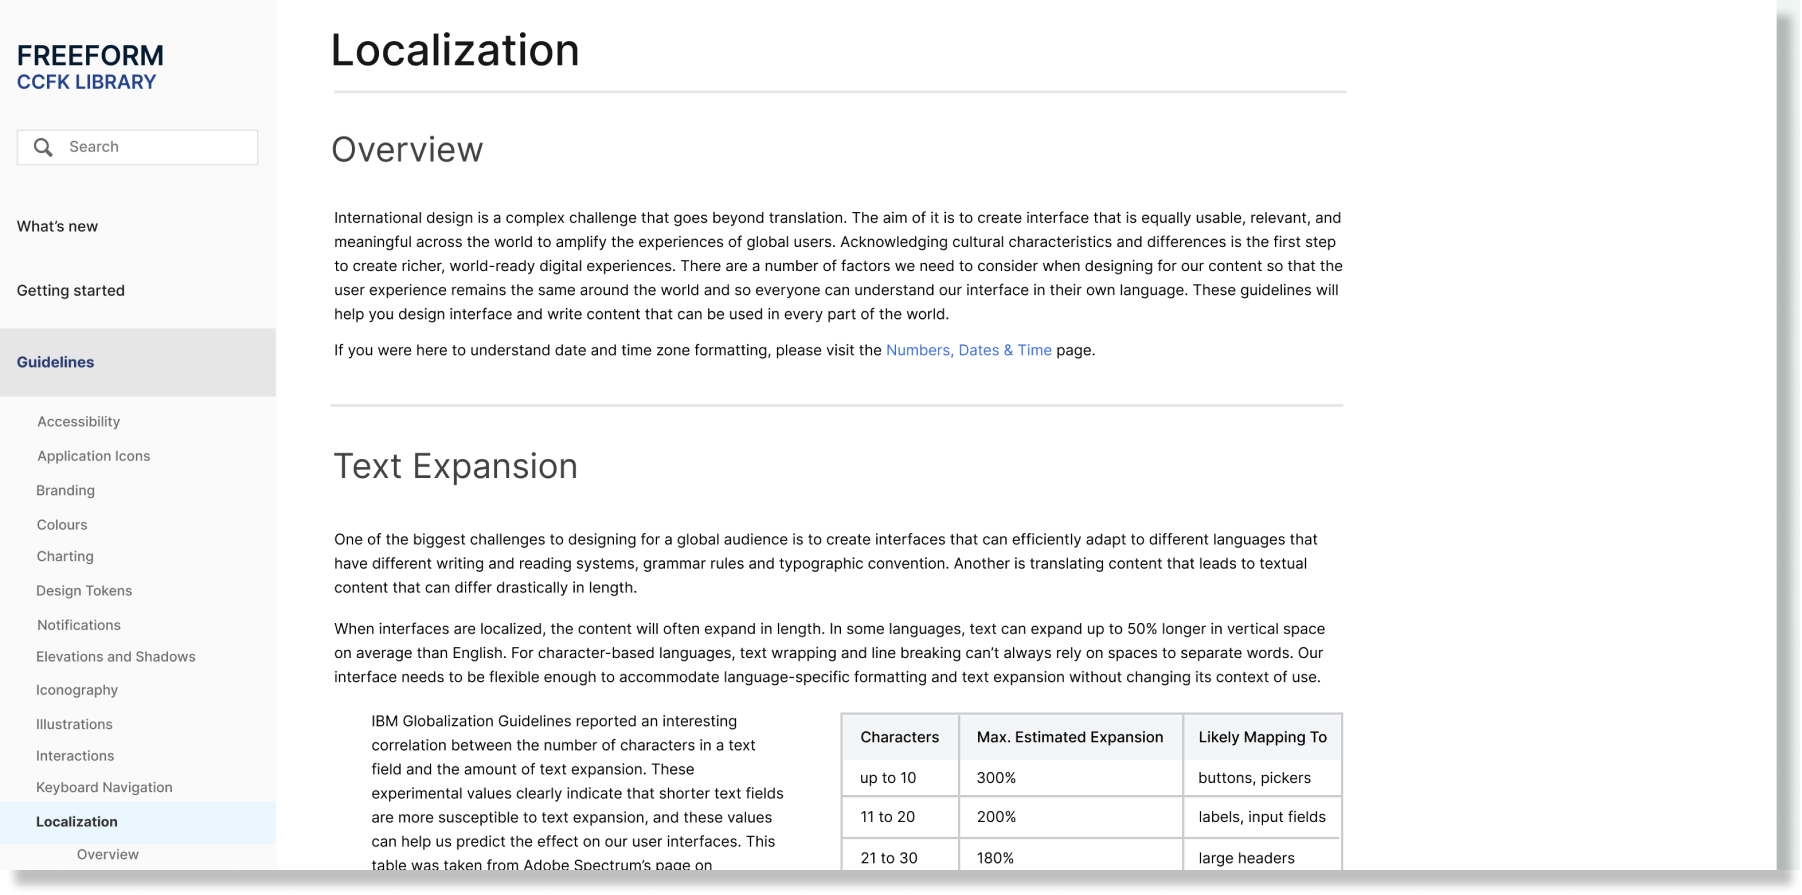 FREEFORM
CCFK LIBRARY
Search
What's new
Getting started
Guidelines
Accessibility
Application Icons
Branding
Colours
Charting
Design Tokens
Notifications
Elevations and Shadows
Iconography
Illustrations
Interactions
Keyboard Navigation
Localization
Overview
Localization
Overview
International design is a complex challenge that goes beyond translation. The aim of it is to create interface that is equally usable, relevant, and
meaningful across the world to amplify the experiences of global users. Acknowledging cultural characteristics and differences is the first step
to create richer, world-ready digital experiences. There are a number of factors we need to consider when designing for our content so that the
user experience remains the same around the world and so everyone can understand our interface in their own language. These guidelines will
help you design interface and write content that can be used in every part of the world.
If you were here to understand date and time zone formatting, please visit the Numbers, Dates & Time page.
Text Expansion
One of the biggest challenges to designing for a global audience is to create interfaces that can efficiently adapt to different languages that
have different writing and reading systems, grammar rules and typographic convention. Another is translating content that leads to textual
content that can differ drastically in length.
When interfaces are localized, the content will often expand in length. In some languages, text can expand up to 50% longer in vertical space
on average than English. For character-based languages, text wrapping and line breaking can't always rely on spaces to separate words. Our
interface needs to be flexible enough to accommodate language-specific formatting and text expansion without changing its context of use.
IBM Globalization Guidelines reported an interesting
correlation between the number of characters in a text
field and the amount of text expansion. These
experimental values clearly indicate that shorter text fields
are more susceptible to text expansion, and these values
can help us predict the effect on our user interfaces. This
table was taken from Adobe Spectrum's page on
Characters Max. Estimated Expansion Likely Mapping To
up to 10 300% buttons, pickers
11 to 20 200% labels, input fields
21 to 30 180% large headers